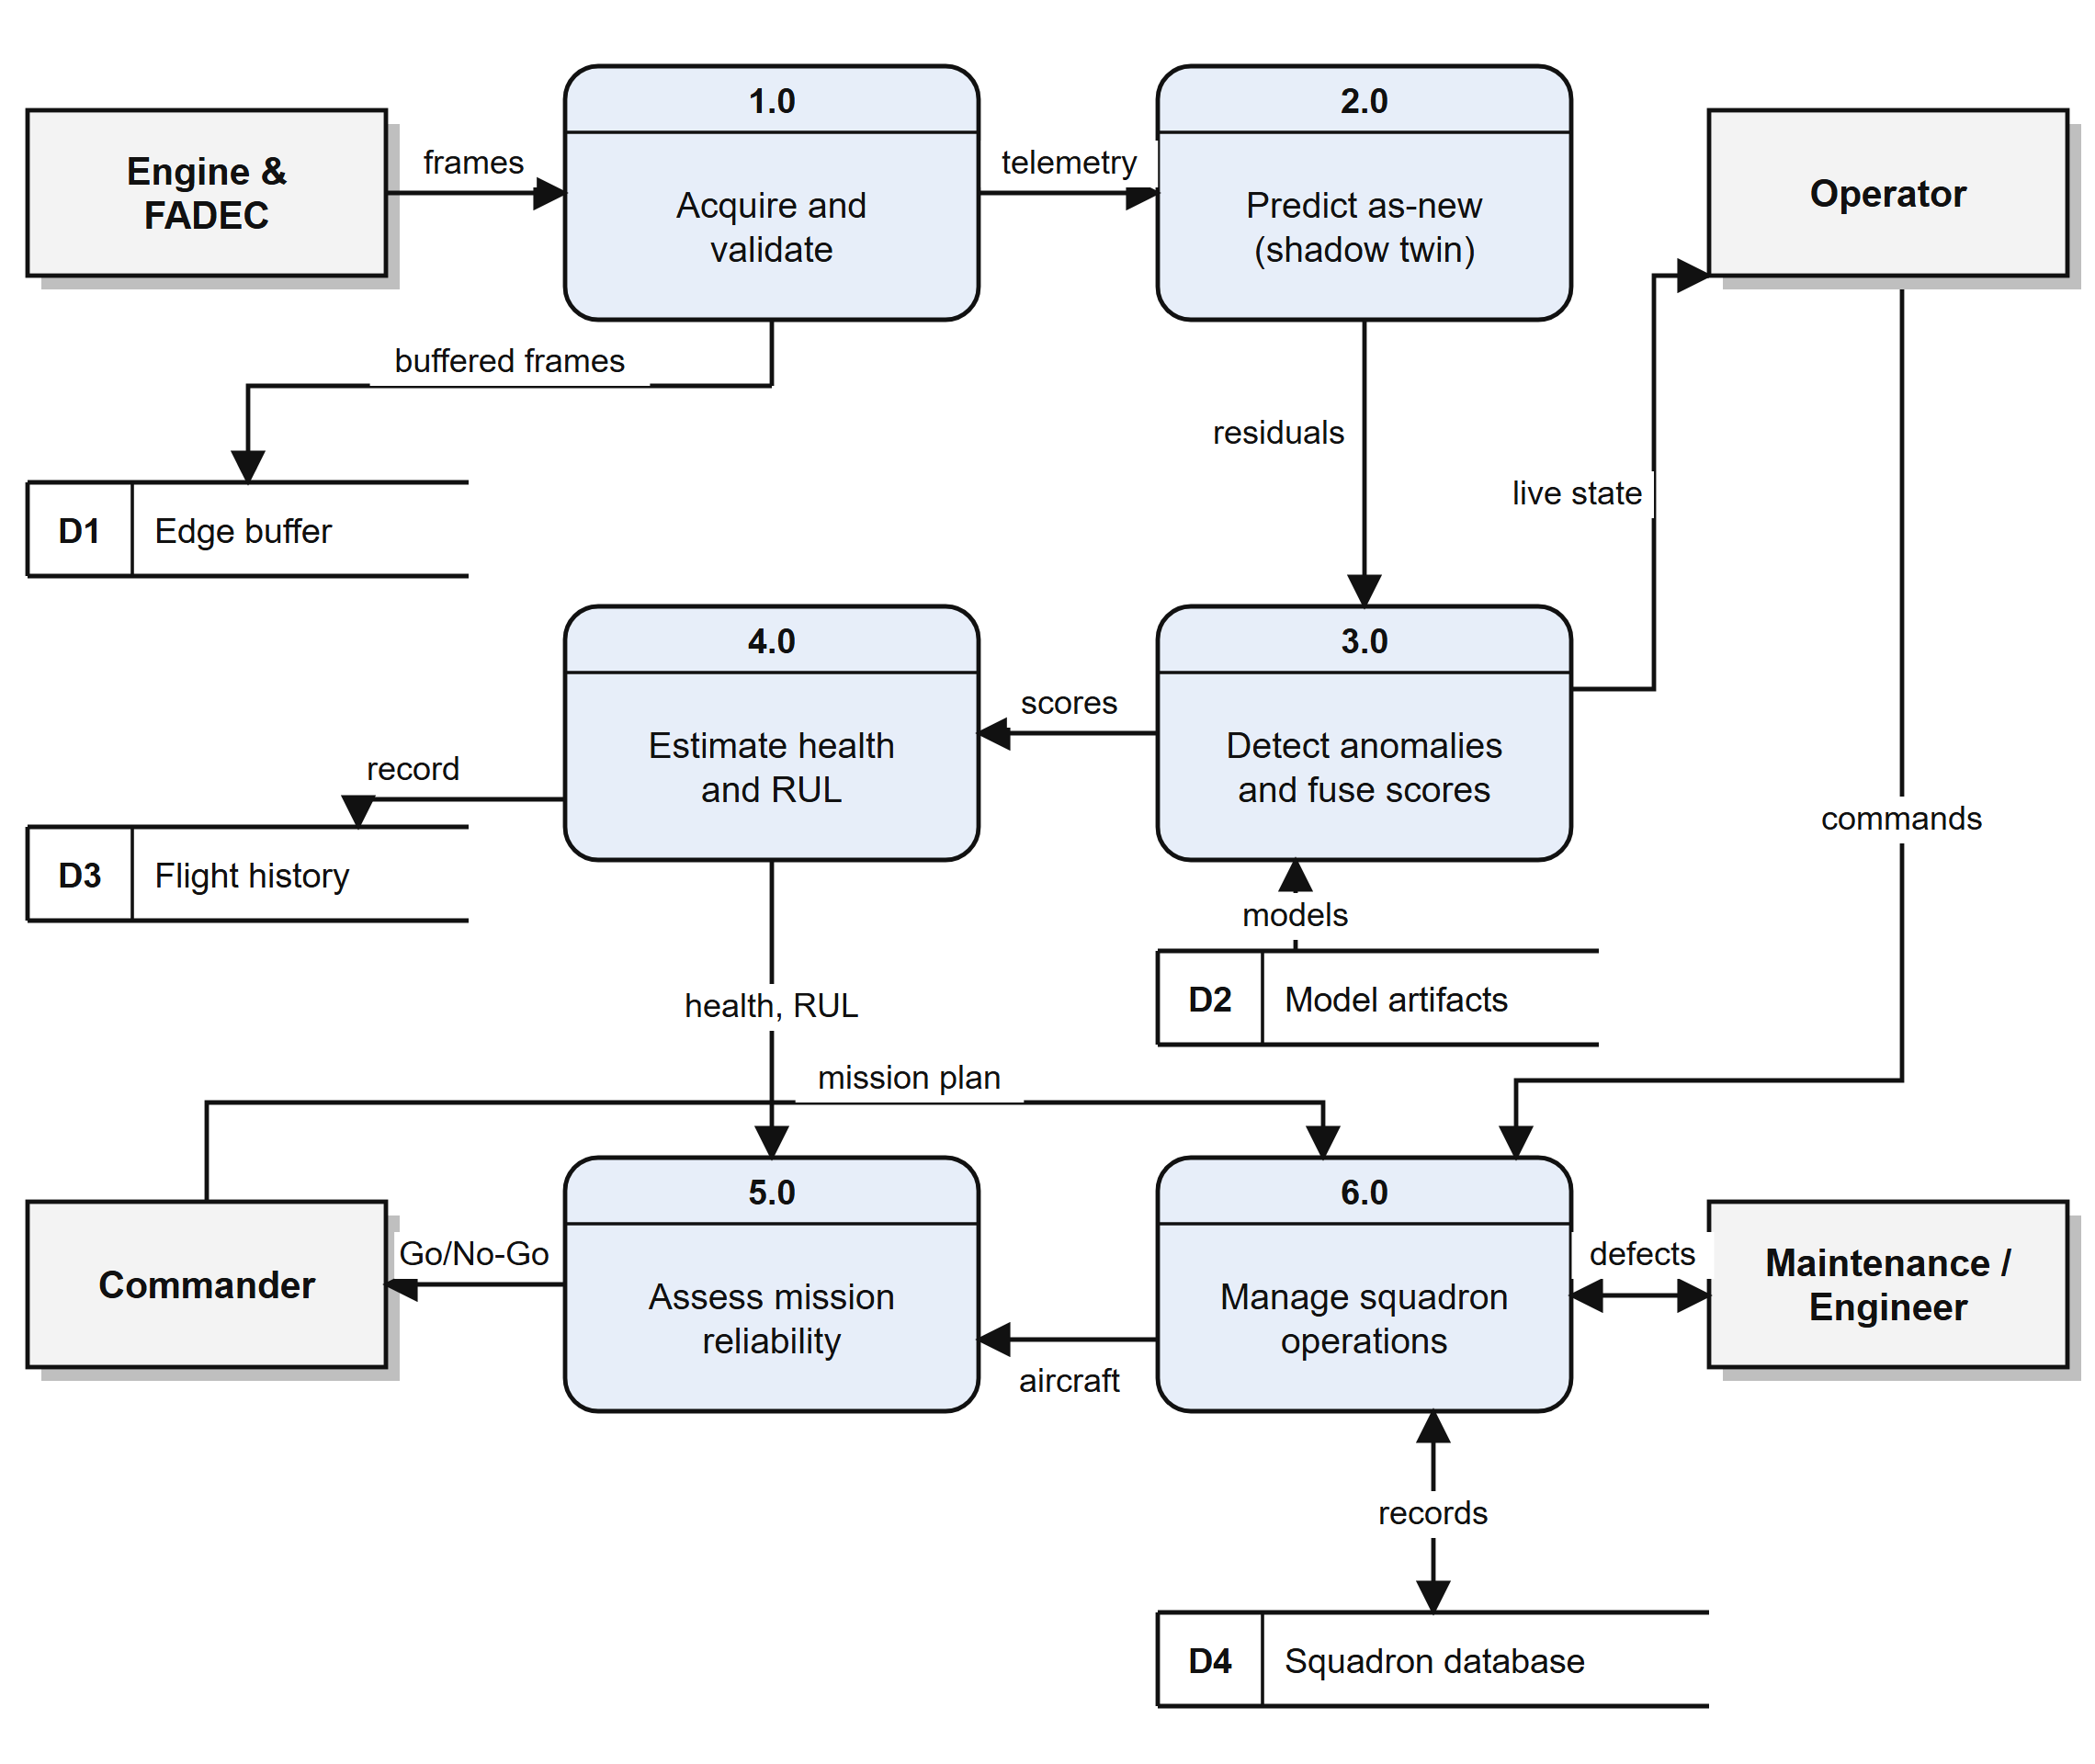 1.0
2.0
Engine &
FADEC
frames
Acquire and
validate
telemetry
Predict as-new
(shadow twin)
Operator
buffered frames
residuals
live state
D1
Edge buffer
4.0
3.0
Estimate health
and RUL
scores
Detect anomalies
and fuse scores
record
commands
D3
Flight history
models
D2
Model artifacts
health, RUL
mission plan
5.0
6.0
Commander
Go/No-Go
Assess mission
reliability
aircraft
Manage squadron
operations
defects
Maintenance /
Engineer
records
D4
Squadron database